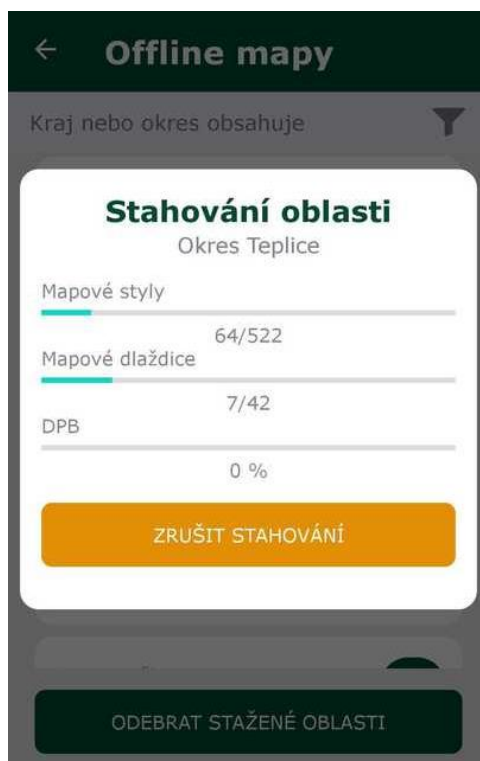 Offline mapy
Kraj nebo okres obsahuje
Stahování oblasti
Okres Teplice
Mapové styly
64/522
Mapové dlaždice
7/42
DPB
0 %
ZRUŠIT STAHOVÁNÍ
ODEBRAT STAŽENÉ OBLASTI